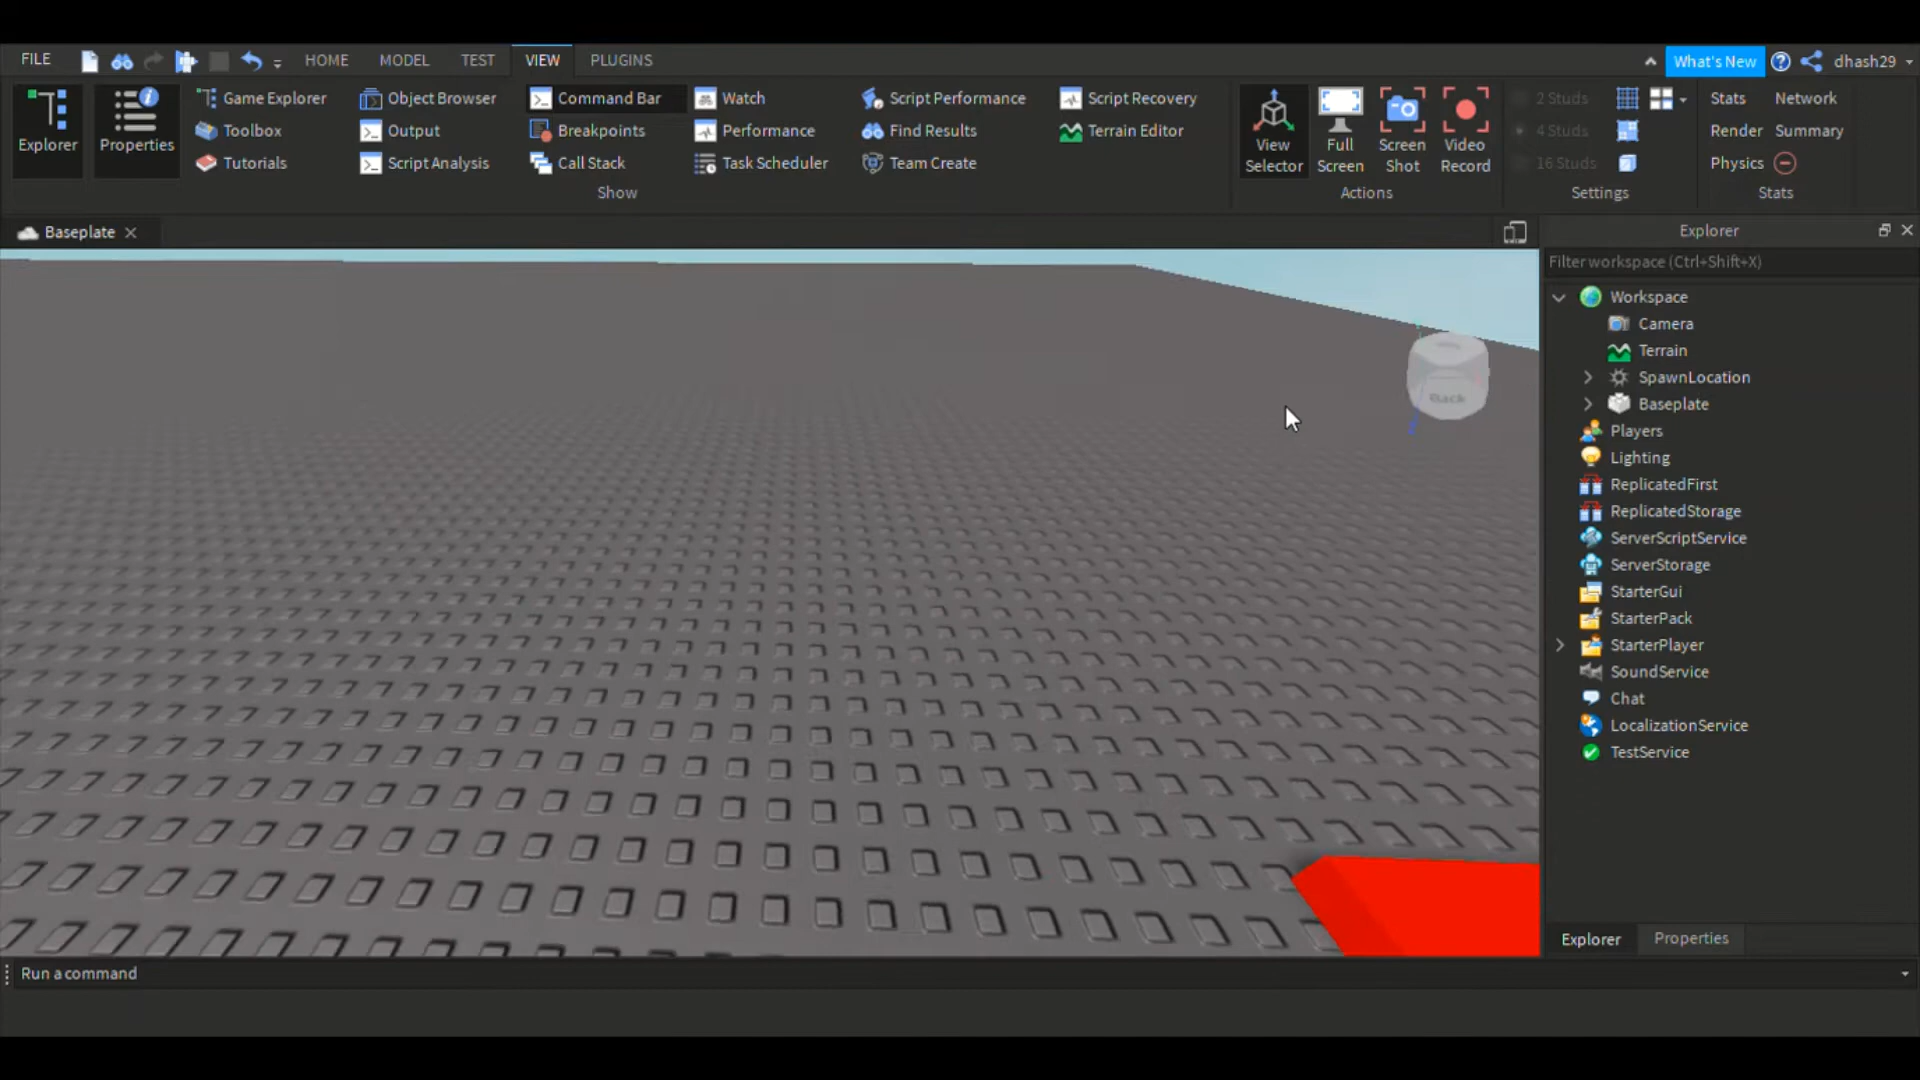 FILE HOME MODEL TEST VIEW PLUGINS What's New dhash29
Explorer
Properties
Game Explorer
Toolbox
Tutorials
Object Browser
Output
Script Analysis
Command Bar
Breakpoints
Call Stack
Watch
Performance
Task Scheduler
Script Performance
Find Results
Team Create
Script Recovery
Terrain Editor
Show
View
Selector
Full
Screen
Screen
Shot
Video
Record
Actions
2 Studs
4 Studs
16 Studs
Settings
Stats Network
Render Summary
Physics
Stats
Baseplate
Back
Explorer
Filter workspace (Ctrl+Shift+X)
Workspace
Camera
Terrain
SpawnLocation
Baseplate
Players
Lighting
ReplicatedFirst
ReplicatedStorage
ServerScriptService
ServerStorage
StarterGui
StarterPack
StarterPlayer
SoundService
Chat
LocalizationService
TestService
Explorer Properties
Run a command